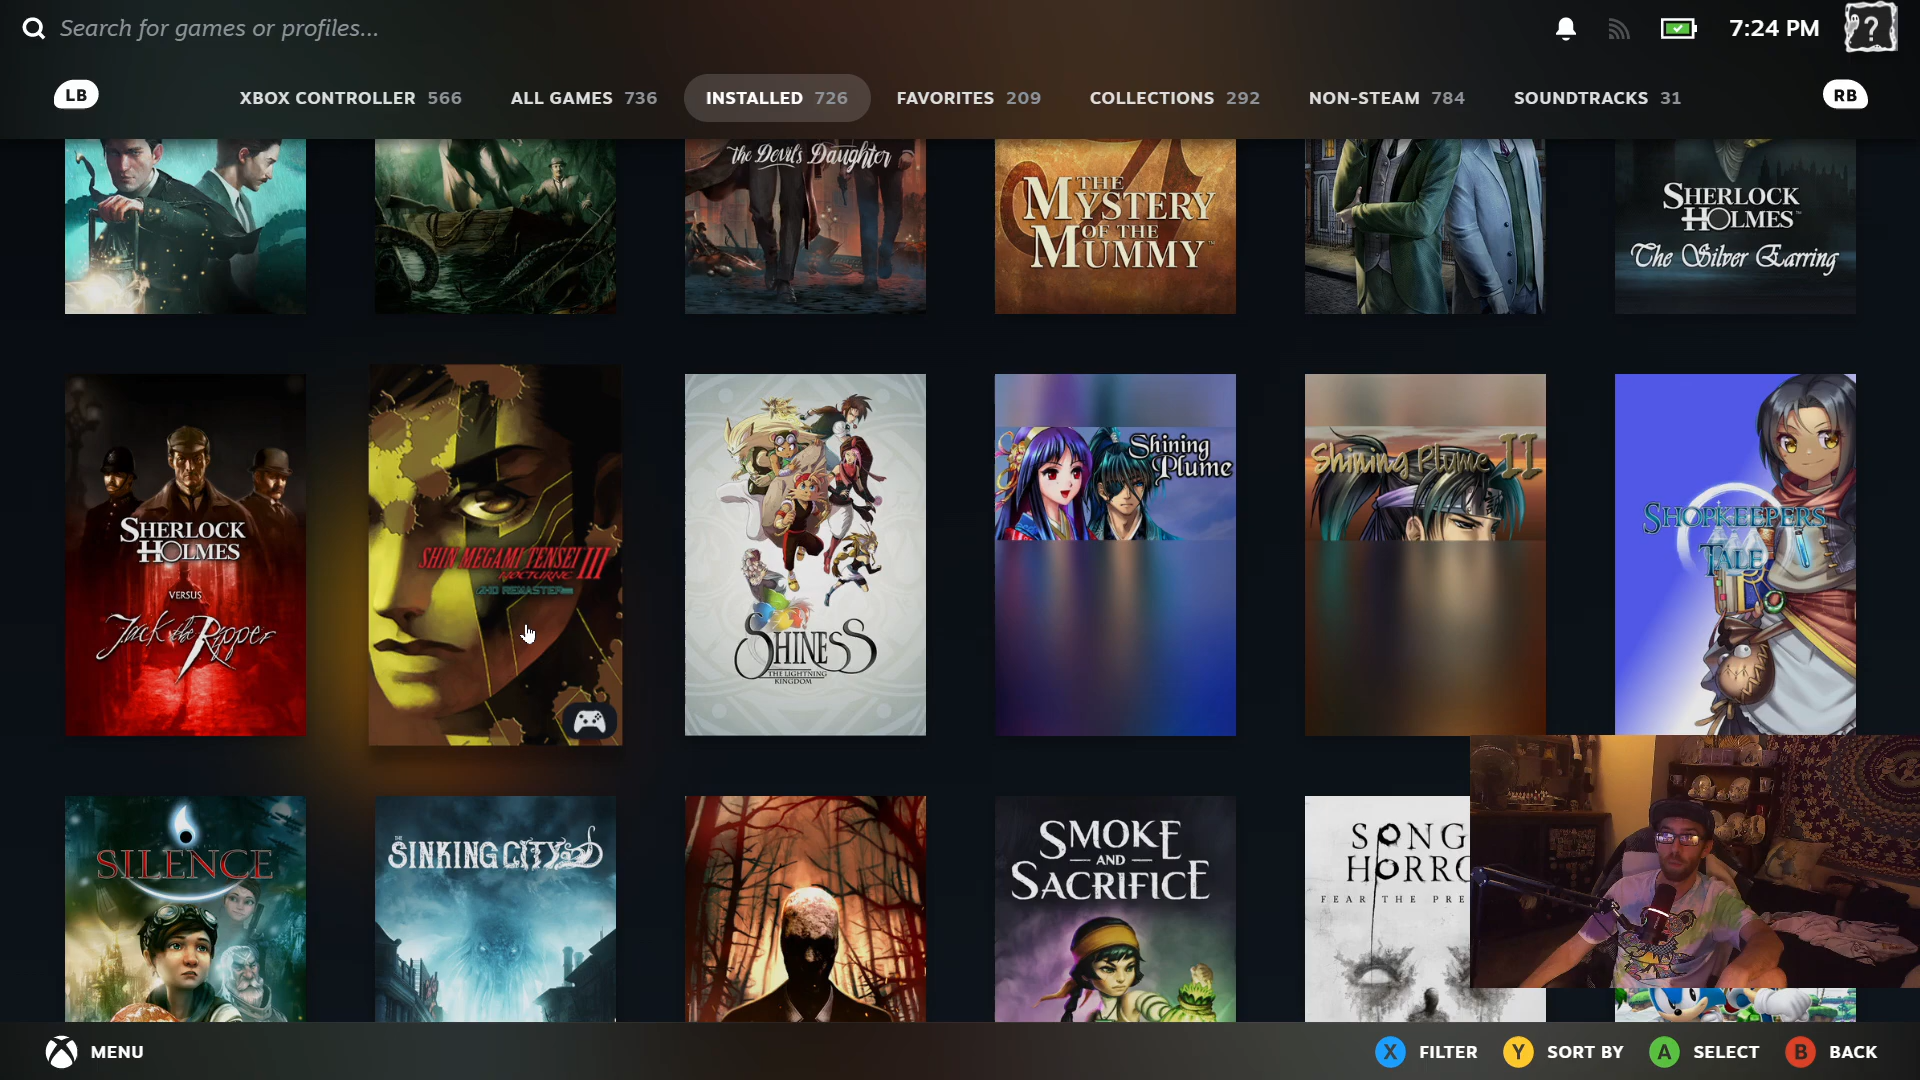 Search for games or profiles...
7:24 PM
?
LB
XBOX CONTROLLER 566
ALL GAMES 736
INSTALLED 726
FAVORITES 209
COLLECTIONS 292
NON-STEAM 784
SOUNDTRACKS 31
RB
the Devil's Daughter
THE
MYSTERY
OF THE
MUMMY
SHERLOCK
HOLMES
The Silver Earring
SHERLOCK
HOLMES
VERSUS
Jack the Ripper
SHIN MEGAMI TENSEI III
NOCTURNE
HD REMASTER
SHINESS
THE LIGHTNING
KINGDOM
Shining
Plume
Shining Plume II
SHOPKEEPERS
TALE
SILENCE
THE
SINKING CITY
SMOKE
AND
SACRIFICE
SONG
HORRO
FEAR THE PRE
MENU
X FILTER
Y SORT BY
A SELECT
B BACK